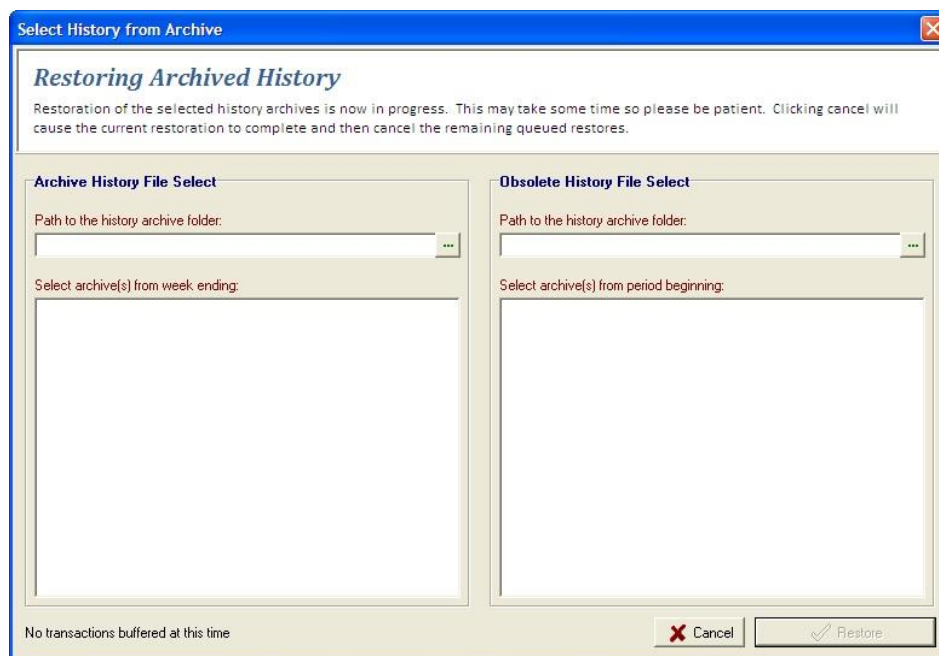 Select History from Archive
Restoring Archived History
Restoration of the selected history archives is now in progress. This may take some time so please be patient. Clicking cancel will
cause the current restoration to complete and then cancel the remaining queued restores.
Archive History File Select
Path to the history archive folder:
...
Select archive(s) from week ending:
Obsolete History File Select
Path to the history archive folder:
...
Select archive(s) from period beginning:
No transactions buffered at this time
Cancel
Restore